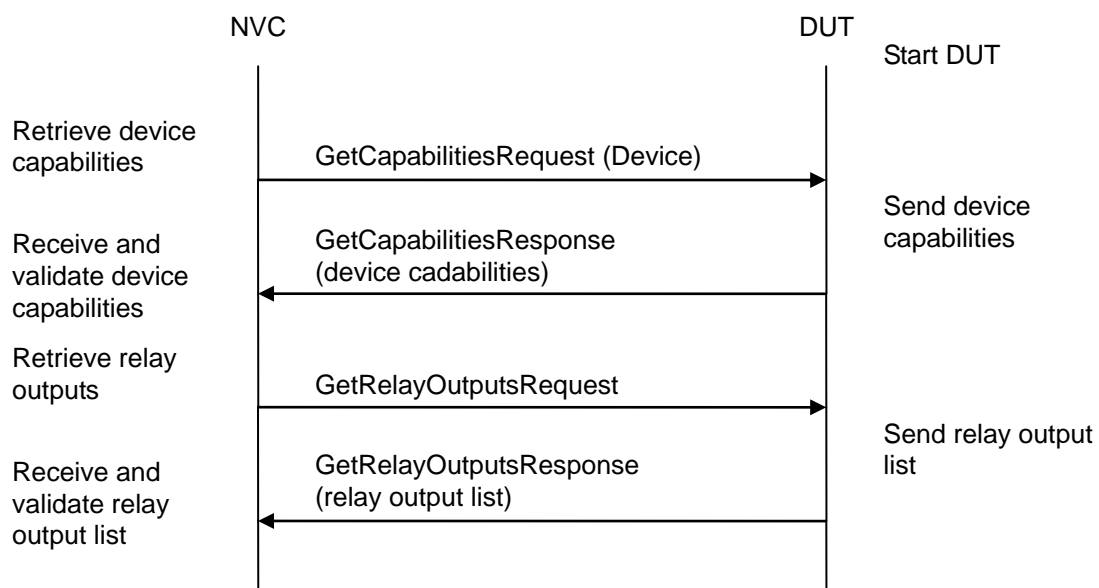 NVC
DUT
Start DUT
Retrieve device
capabilities
GetCapabilitiesRequest (Device)
Send device
capabilities
Receive and
validate device
capabilities
GetCapabilitiesResponse
(device cadabilities)
Retrieve relay
outputs
GetRelayOutputsRequest
Send relay output
list
Receive and
validate relay
output list
GetRelayOutputsResponse
(relay output list)